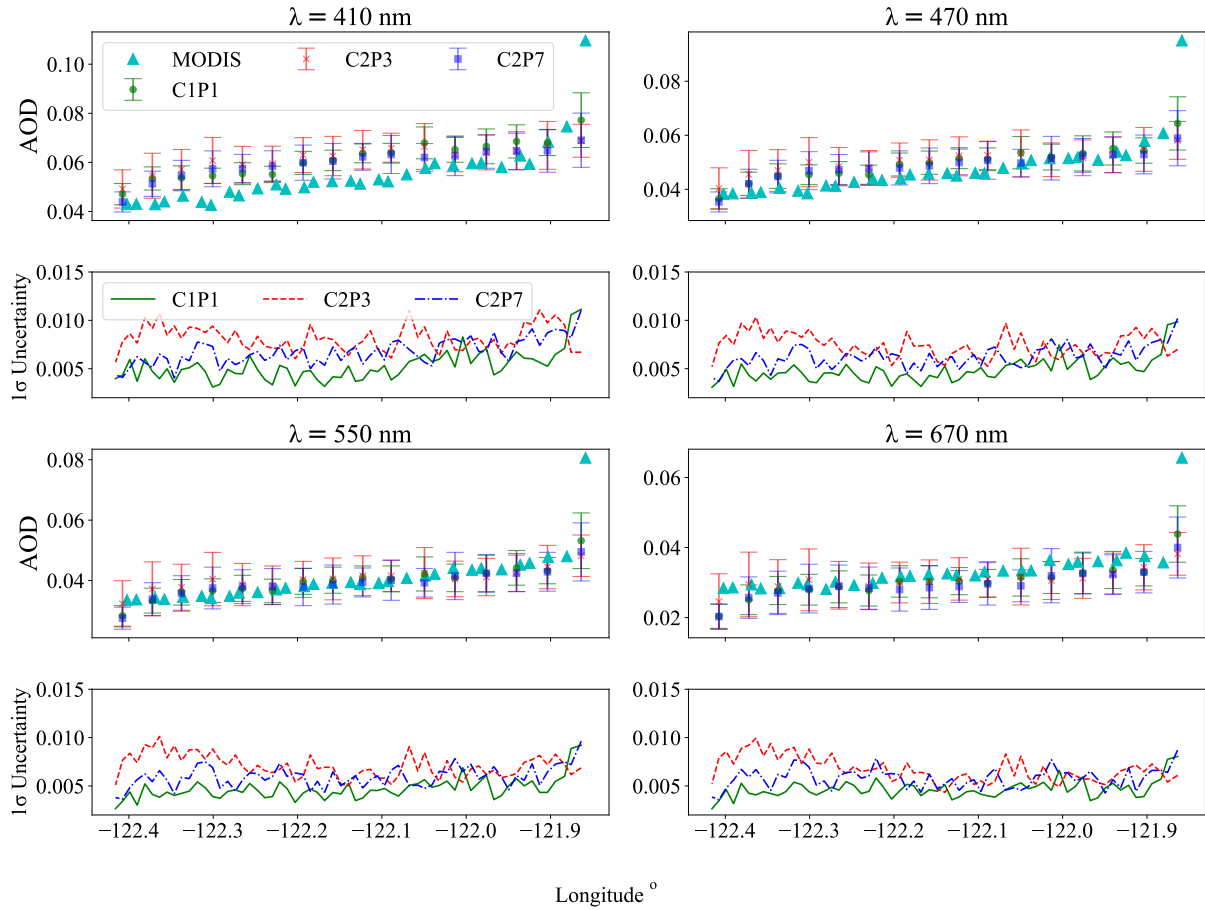 λ = 410 nm
λ = 470 nm
AOD
0.10
0.08
0.06
0.04
MODIS
C2P3
C2P7
C1P1
0.08
0.06
0.04
1σ Uncertainty
0.015
0.010
0.005
C1P1
C2P3
C2P7
0.015
0.010
0.005
λ = 550 nm
λ = 670 nm
AOD
0.08
0.06
0.04
0.06
0.04
0.02
1σ Uncertainty
0.015
0.010
0.005
−122.4
−122.3
−122.2
−122.1
−122.0
−121.9
0.015
0.010
0.005
−122.4
−122.3
−122.2
−122.1
−122.0
−121.9
Longitude °